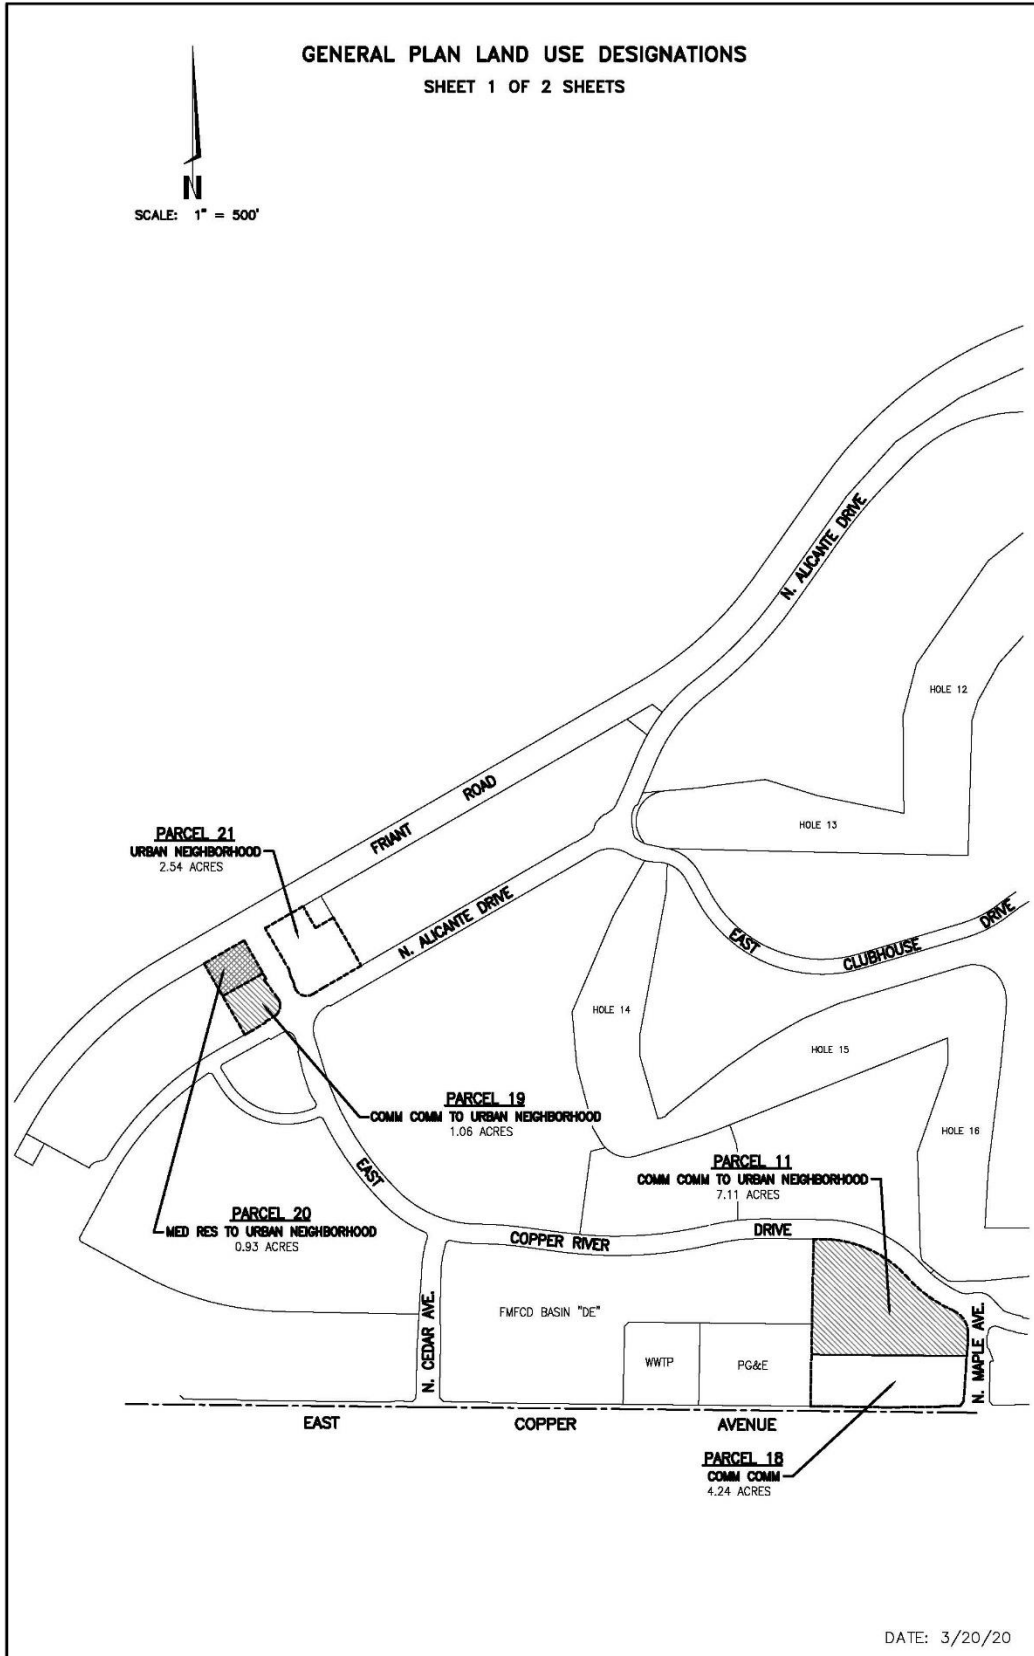 GENERAL PLAN LAND USE DESIGNATIONS
SHEET 1 OF 2 SHEETS
N
SCALE: 1" = 500'
N. ALICANTE DRIVE
HOLE 12
FRIANT ROAD
HOLE 13
PARCEL 21
URBAN NEIGHBORHOOD
2.54 ACRES
N. ALICANTE DRIVE
EAST CLUBHOUSE DRIVE
HOLE 14
HOLE 15
PARCEL 19
COMM COMM TO URBAN NEIGHBORHOOD
1.06 ACRES
HOLE 16
PARCEL 11
COMM COMM TO URBAN NEIGHBORHOOD
7.11 ACRES
PARCEL 20
MED RES TO URBAN NEIGHBORHOOD
0.93 ACRES
EAST COPPER RIVER DRIVE
N. CEDAR AVE.
FMFCD BASIN "DE"
WWTP
PG&E
N. MAPLE AVE.
EAST COPPER AVENUE
PARCEL 18
COMM COMM
4.24 ACRES
DATE: 3/20/20